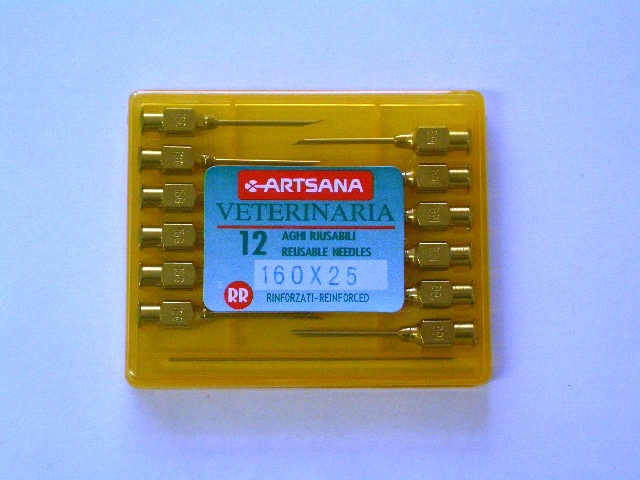 ARTSANA
VETERINARIA
12
AGHI RIUSABILI
REUSABLE NEEDLES
160X25
RR
RINFORZATI-REINFORCED